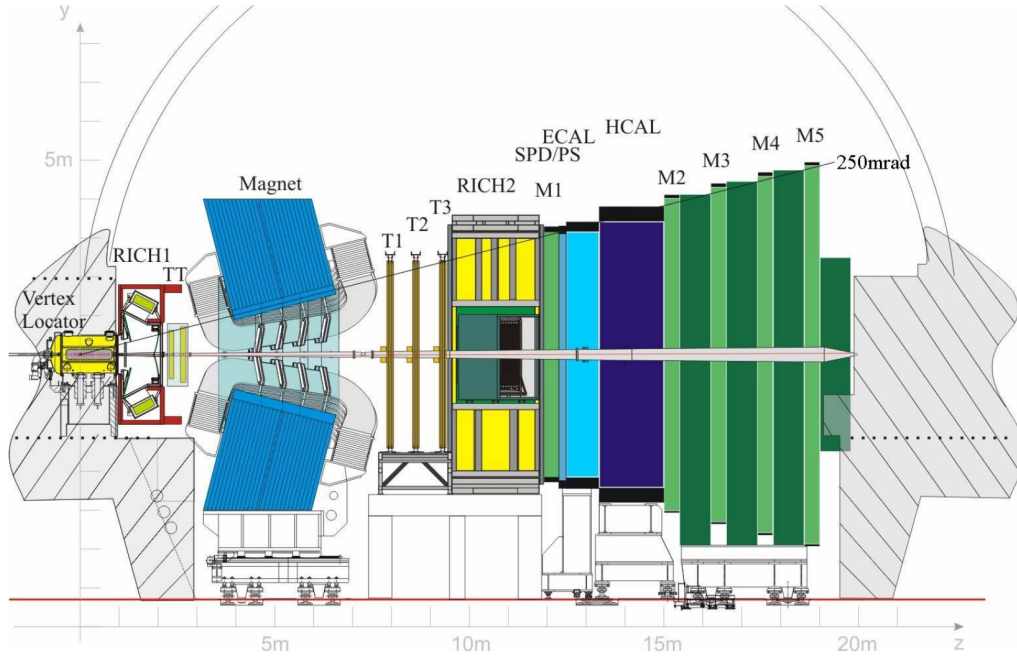 y
5m
Magnet
RICH1
TT
Vertex
Locator
T1
T2
T3
RICH2
SPD/PS
M1
ECAL
HCAL
M2
M3
M4
M5
250mrad
5m
10m
15m
20m
z